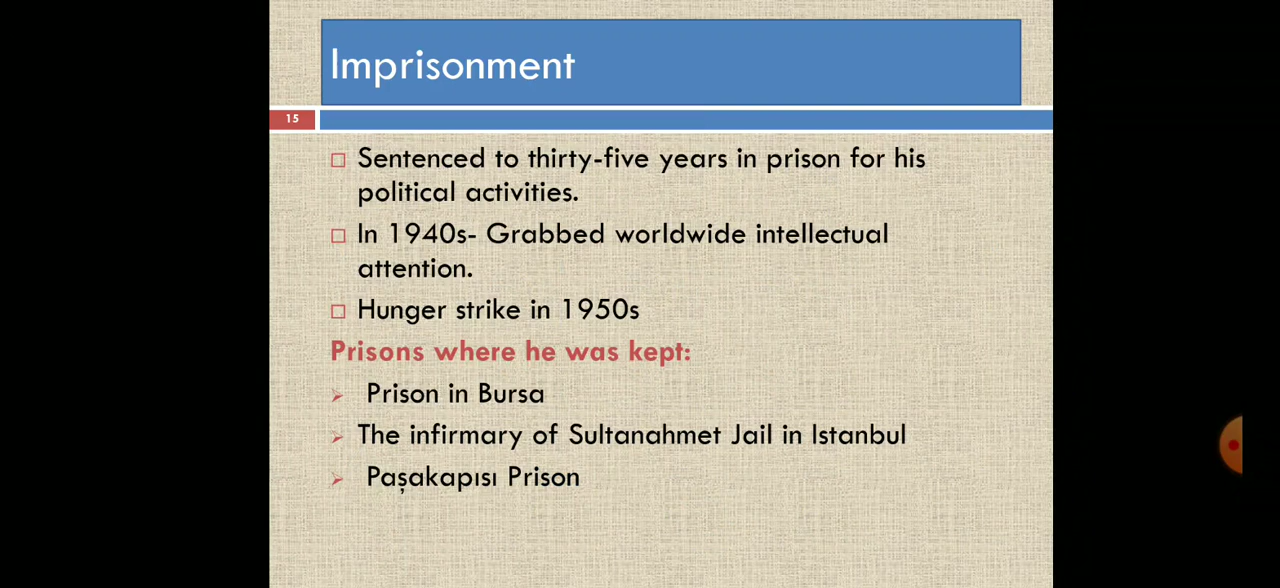 Imprisonment
15
Sentenced to thirty-five years in prison for his
political activities.
In 1940s- Grabbed worldwide intellectual
attention.
Hunger strike in 1950s
Prisons where he was kept:
Prison in Bursa
The infirmary of Sultanahmet Jail in Istanbul
Paşakapısı Prison